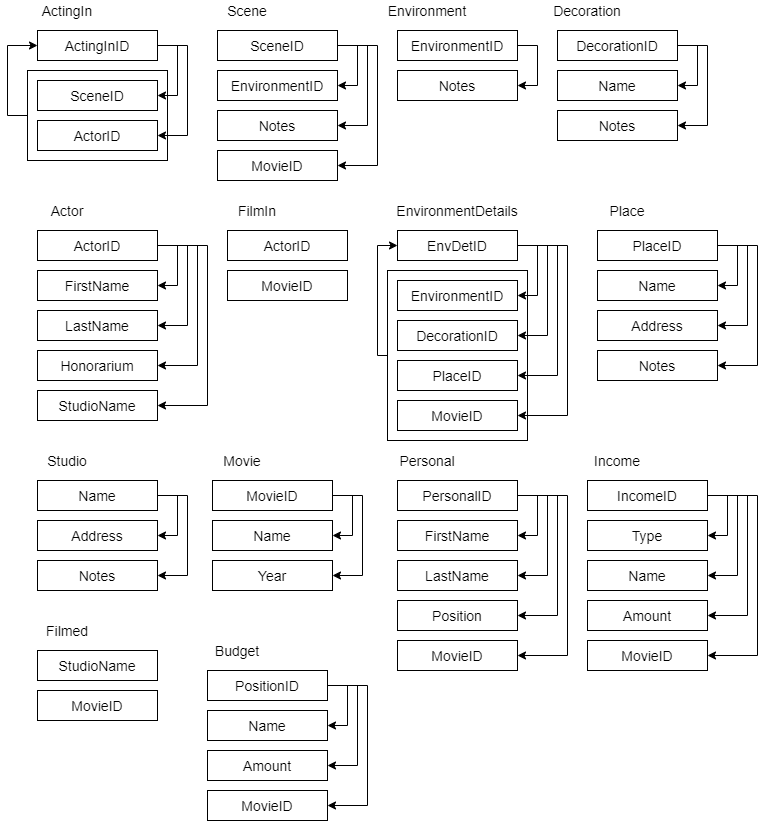 ActingIn
ActingInID
SceneID
ActorID
Scene
SceneID
EnvironmentID
Notes
MovieID
Environment
EnvironmentID
Notes
Decoration
DecorationID
Name
Notes
Actor
ActorID
FirstName
LastName
Honorarium
StudioName
FilmIn
ActorID
MovieID
EnvironmentDetails
EnvDetID
EnvironmentID
DecorationID
PlaceID
MovieID
Place
PlaceID
Name
Address
Notes
Studio
Name
Address
Notes
Movie
MovieID
Name
Year
Personal
PersonalID
FirstName
LastName
Position
MovieID
Income
IncomeID
Type
Name
Amount
MovieID
Filmed
StudioName
MovieID
Budget
PositionID
Name
Amount
MovieID